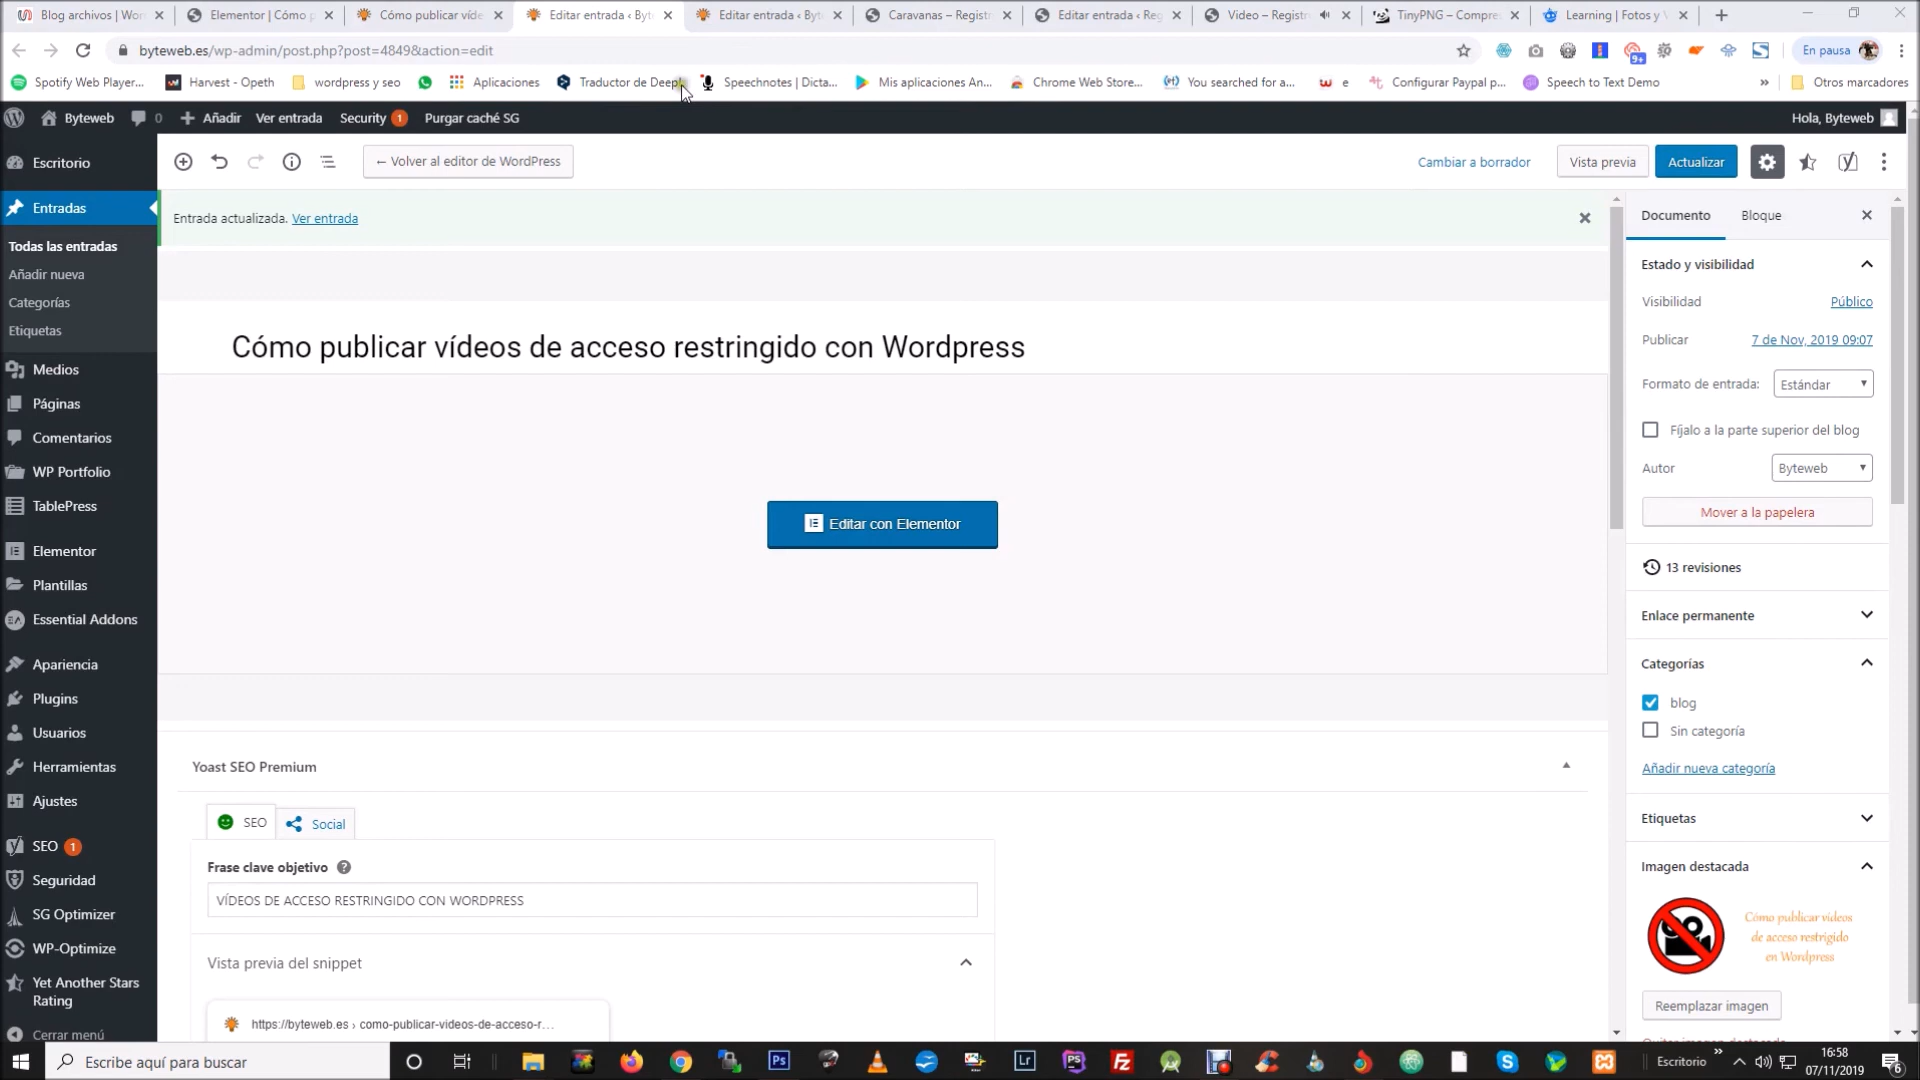 Blog archivos | Wor
Elementor | Cómo p
Cómo publicar víde
Editar entrada ‹ Byt
Editar entrada ‹ Byt
Caravanas – Registr
Editar entrada ‹ Reg
Video – Registr
TinyPNG – Compre
Learning | Fotos y V
byteweb.es/wp-admin/post.php?post=4849&action=edit
9+
En pausa
Spotify Web Player...
Harvest - Opeth
wordpress y seo
Aplicaciones
Traductor de Deepl
Speechnotes | Dicta...
Mis aplicaciones An...
Chrome Web Store...
You searched for a...
e
Configurar Paypal p...
Speech to Text Demo
»
Otros marcadores
Byteweb
0
Añadir
Ver entrada
Security 1
Purgar caché SG
Hola, Byteweb
Escritorio
Entradas
Todas las entradas
Añadir nueva
Categorías
Etiquetas
Medios
Páginas
Comentarios
WP Portfolio
TablePress
Elementor
Plantillas
Essential Addons
Apariencia
Plugins
Usuarios
Herramientas
Ajustes
SEO 1
Seguridad
SG Optimizer
WP-Optimize
Yet Another Stars
Rating
Cerrar menú
← Volver al editor de WordPress
Cambiar a borrador
Vista previa
Actualizar
Entrada actualizada. Ver entrada
Cómo publicar vídeos de acceso restringido con Wordpress
Editar con Elementor
Yoast SEO Premium
SEO
Social
Frase clave objetivo
VÍDEOS DE ACCESO RESTRINGIDO CON WORDPRESS
Vista previa del snippet
https://byteweb.es › como-publicar-videos-de-acceso-r...
Documento
Bloque
Estado y visibilidad
Visibilidad
Público
Publicar
7 de Nov, 2019 09:07
Formato de entrada:
Estándar
Fíjalo a la parte superior del blog
Autor
Byteweb
Mover a la papelera
13 revisiones
Enlace permanente
Categorías
blog
Sin categoría
Añadir nueva categoría
Etiquetas
Imagen destacada
Cómo publicar vídeos
de acceso restrigido
en Wordpress
Reemplazar imagen
Escribe aquí para buscar
Ps
Lr
PS
Fz
Escritorio
»
16:58
07/11/2019
6